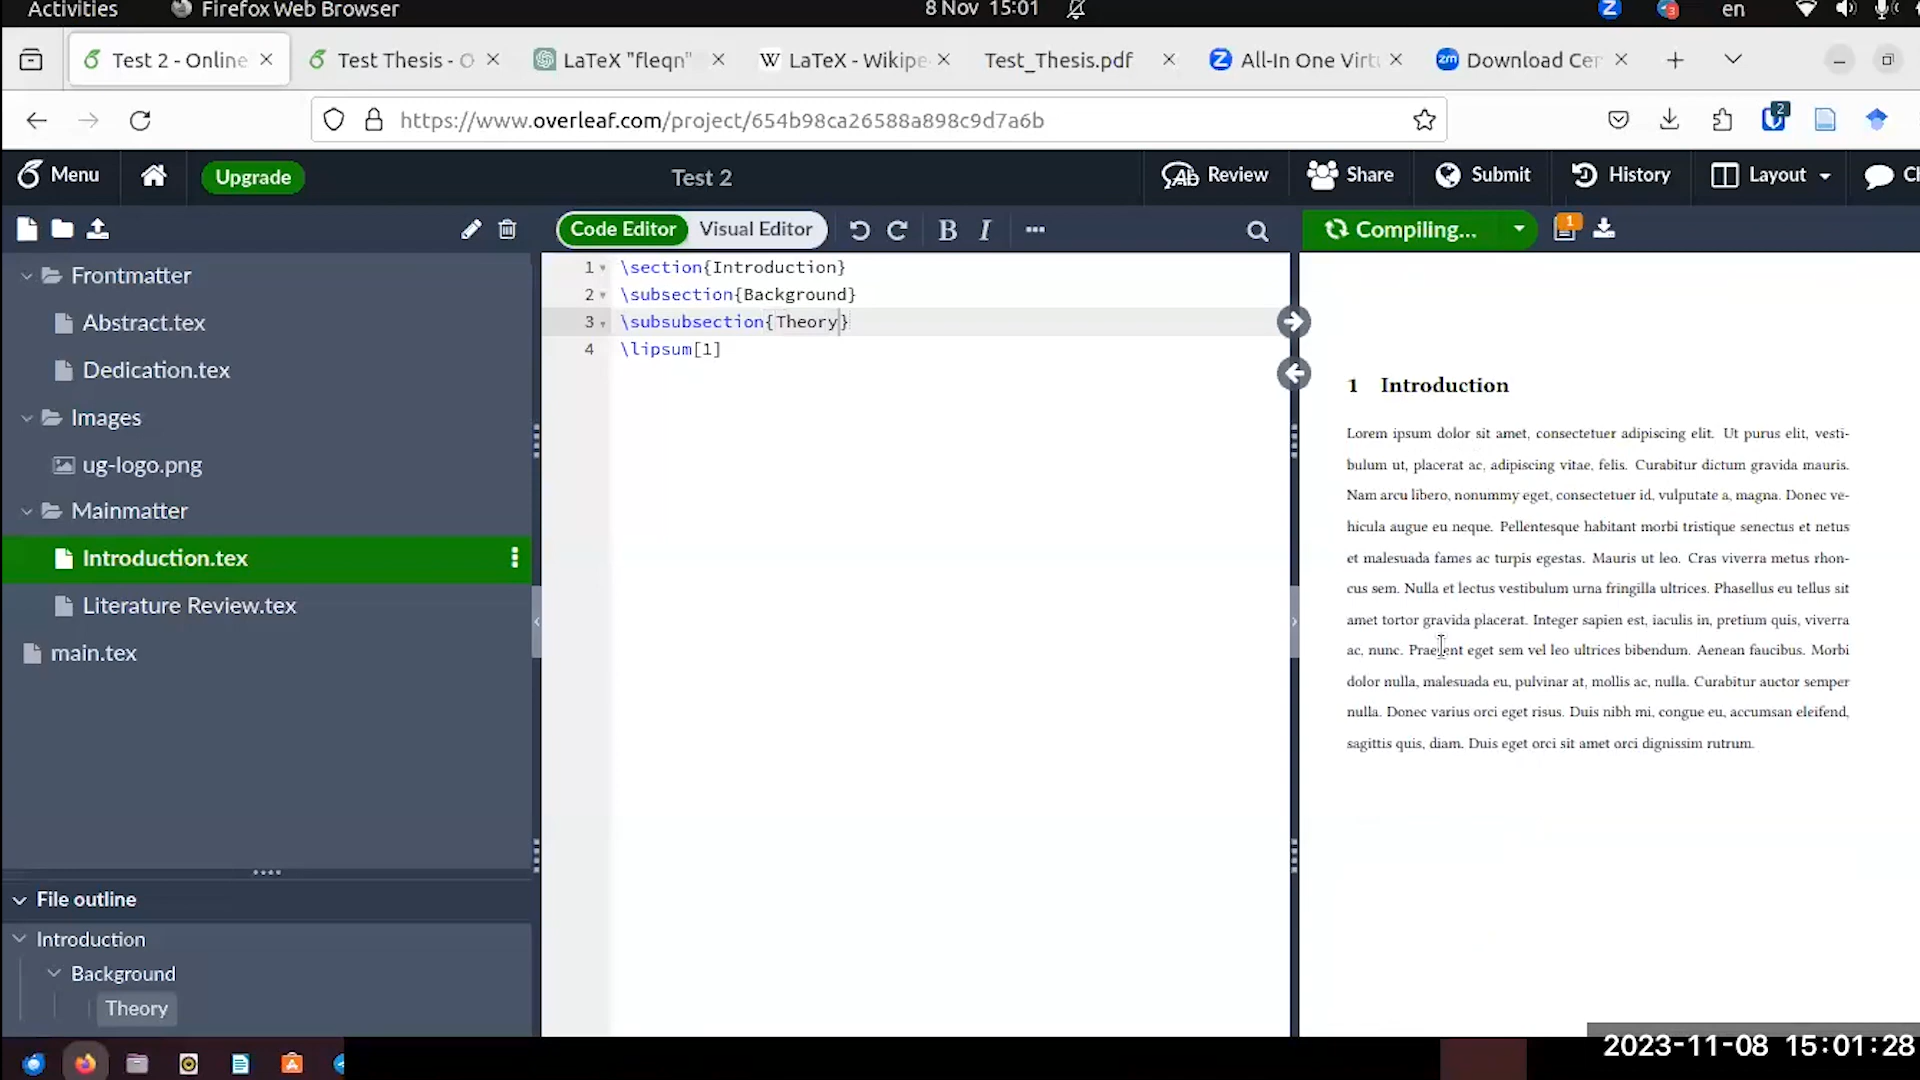 Activities
Firefox Web Browser
8 Nov 15:01
en
Test 2 - Online
Test Thesis - O
LaTeX "fleqn"
LaTeX - Wikipe
Test_Thesis.pdf
All-In One Virtu
Download Cer
https://www.overleaf.com/project/654b98ca26588a898c9d7a6b
2
Menu
Upgrade
Test 2
Review
Share
Submit
History
Layout
Ch
Code Editor
Visual Editor
B
I
Compiling...
1
Frontmatter
Abstract.tex
Dedication.tex
Images
ug-logo.png
Mainmatter
Introduction.tex
Literature Review.tex
main.tex
File outline
Introduction
Background
Theory
1 \section{Introduction}
2 \subsection{Background}
3 \subsubsection{Theory}
4 \lipsum[1]
1 Introduction
Lorem ipsum dolor sit amet, consectetuer adipiscing elit. Ut purus elit, vesti-
bulum ut, placerat ac, adipiscing vitae, felis. Curabitur dictum gravida mauris.
Nam arcu libero, nonummy eget, consectetuer id, vulputate a, magna. Donec ve-
hicula augue eu neque. Pellentesque habitant morbi tristique senectus et netus
et malesuada fames ac turpis egestas. Mauris ut leo. Cras viverra metus rhon-
cus sem. Nulla et lectus vestibulum urna fringilla ultrices. Phasellus eu tellus sit
amet tortor gravida placerat. Integer sapien est, iaculis in, pretium quis, viverra
ac, nunc. Praesent eget sem vel leo ultrices bibendum. Aenean faucibus. Morbi
dolor nulla, malesuada eu, pulvinar at, mollis ac, nulla. Curabitur auctor semper
nulla. Donec varius orci eget risus. Duis nibh mi, congue eu, accumsan eleifend,
sagittis quis, diam. Duis eget orci sit amet orci dignissim rutrum.
2023-11-08 15:01:28